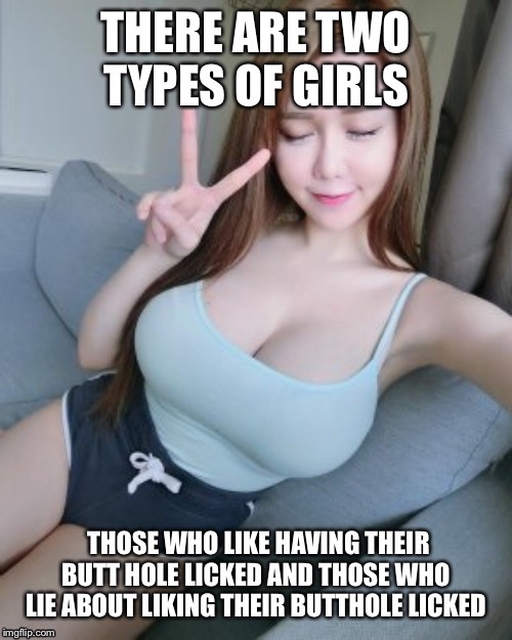 THERE ARE TWO
TYPES OF GIRLS
THOSE WHO LIKE HAVING THEIR
BUTT HOLE LICKED AND THOSE WHO
LIE ABOUT LIKING THEIR BUTTHOLE LICKED
imgflip.com